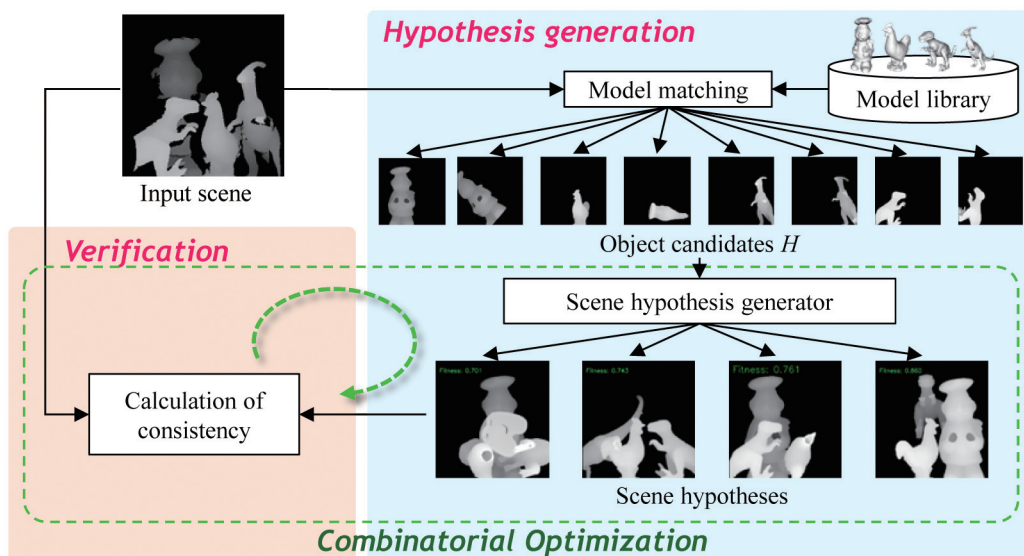 Hypothesis generation
Model matching
Model library
Input scene
Object candidates H
Verification
Scene hypothesis generator
Fitness: 0.701
Fitness: 0.743
Fitness: 0.761
Fitness: 0.860
Calculation of
consistency
Scene hypotheses
Combinatorial Optimization